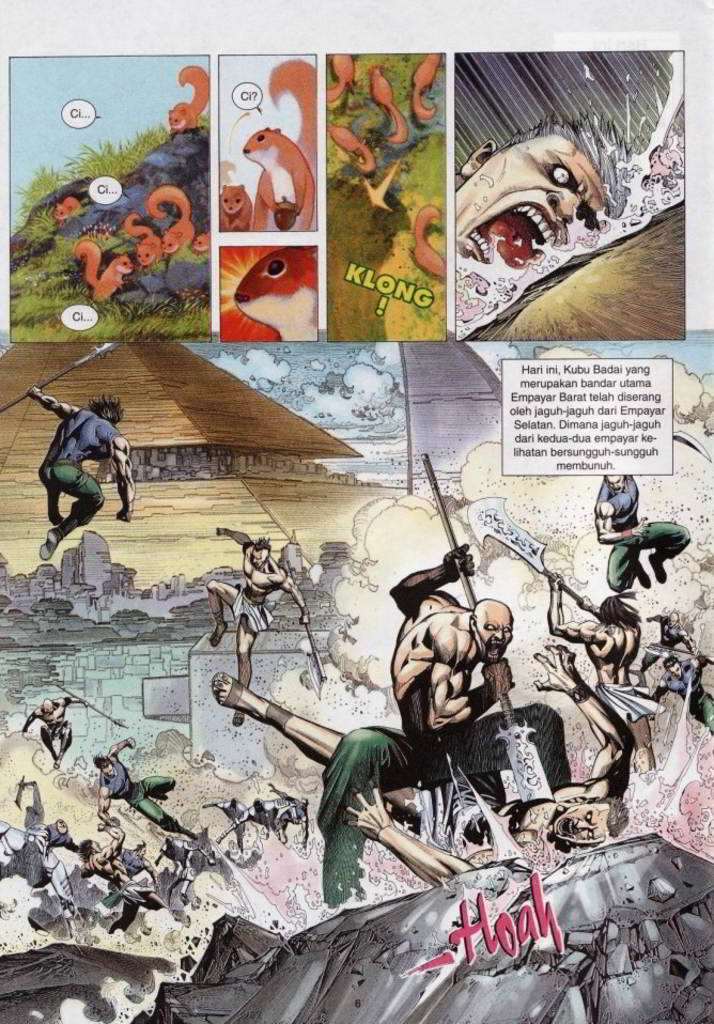 Ci...
Ci...
Ci...
Ci?
KLONG
!
Hari ini, Kubu Badai yang
merupakan bandar utama
Empayar Barat telah diserang
oleh jaguh-jaguh dari Empayar
Selatan. Dimana jaguh-jaguh
dari kedua-dua empayar ke-
lihatan bersungguh-sungguh
membunuh.
Hoah
6